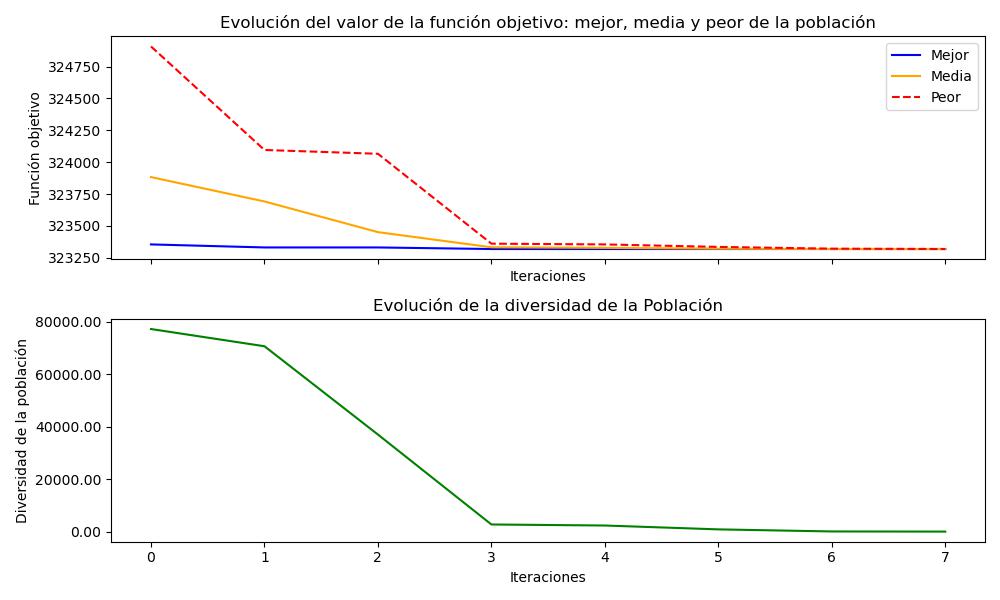 Evolución del valor de la función objetivo: mejor, media y peor de la población
Función objetivo
324750
324500
324250
324000
323750
323500
323250
Mejor
Media
Peor
Iteraciones
Evolución de la diversidad de la Población
Diversidad de la población
80000.00
60000.00
40000.00
20000.00
0.00
0 1 2 3 4 5 6 7
Iteraciones